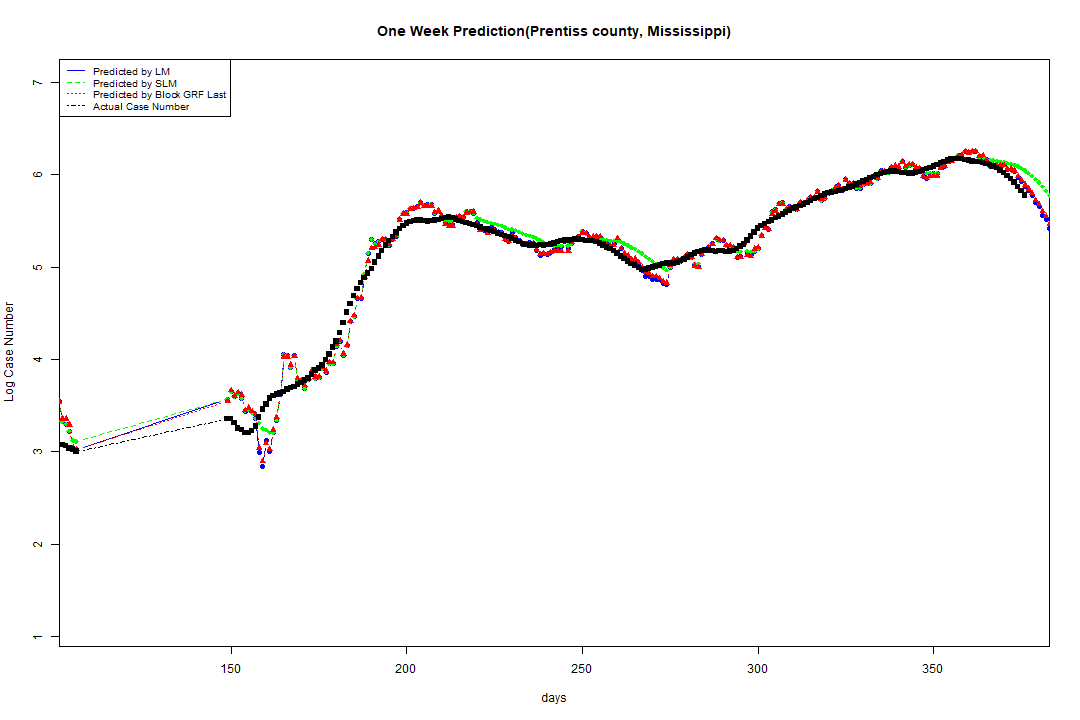 One Week Prediction(Prentiss county, Mississippi)
Predicted by LM
Predicted by SLM
Predicted by Block GRF Last
Actual Case Number
Log Case Number
7
6
5
4
3
2
1
150 200 250 300 350
days